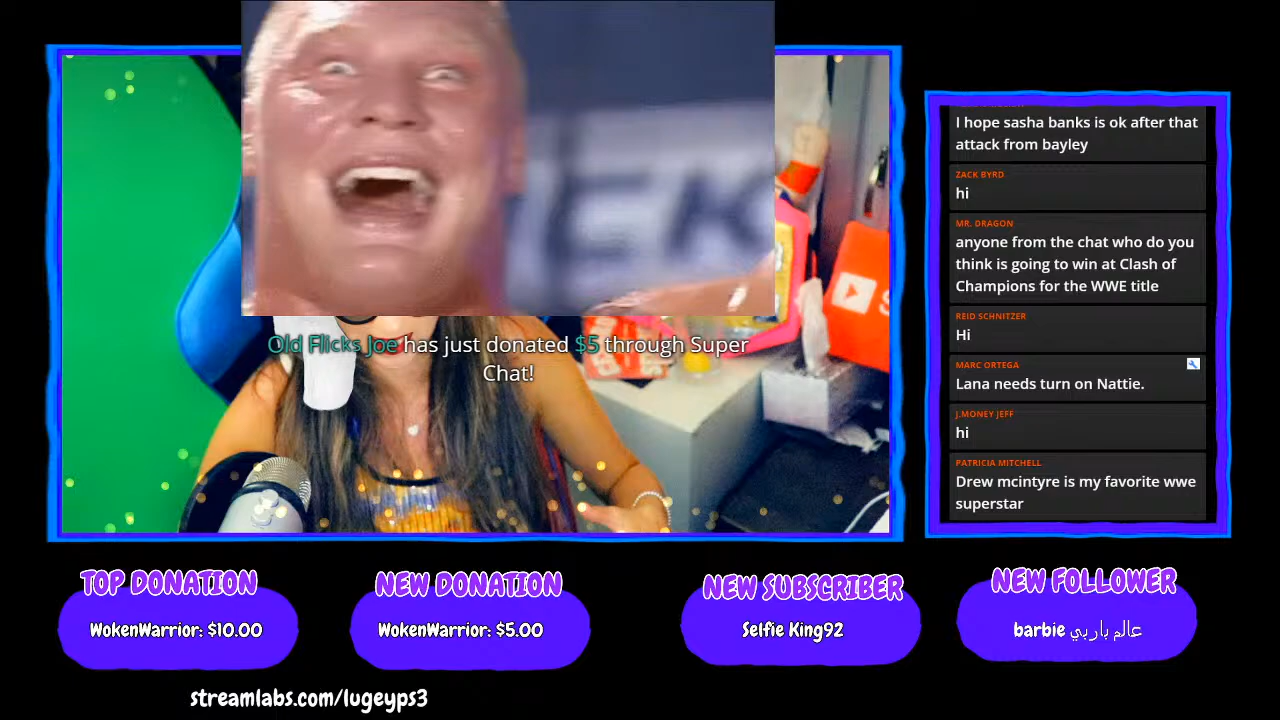 Old Flicks Joe has just donated $5 through Super
Chat!
I hope sasha banks is ok after that
attack from bayley
ZACK BYRD
hi
MR. DRAGON
anyone from the chat who do you
think is going to win at Clash of
Champions for the WWE title
REID SCHNITZER
Hi
MARC ORTEGA
Lana needs turn on Nattie.
J.MONEY JEFF
hi
PATRICIA MITCHELL
Drew mcintyre is my favorite wwe
superstar
TOP DONATION
WokenWarrior: $10.00
NEW DONATION
WokenWarrior: $5.00
NEW SUBSCRIBER
Selfie King92
NEW FOLLOWER
barbie عالم باربي
streamlabs.com/lugeyps3